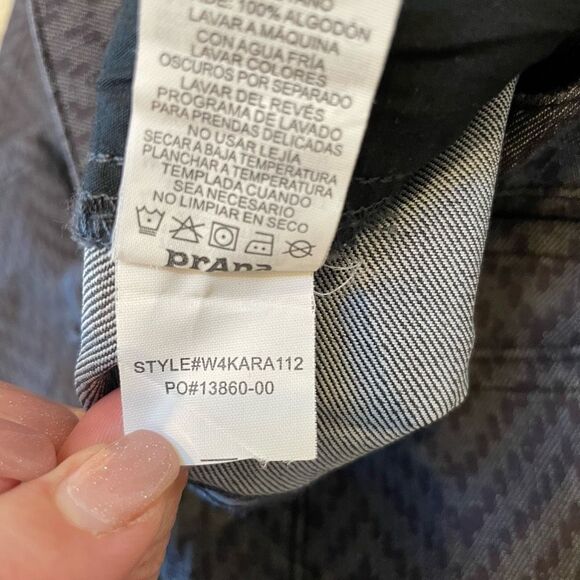 DE: 100% ALGODÓN
LAVAR A MÁQUINA
CON AGUA FRÍA
LAVAR COLORES
OSCUROS POR SEPARADO
LAVAR DEL REVÉS
PROGRAMA DE LAVADO
PARA PRENDAS DELICADAS
NO USAR LEJÍA
SECAR A BAJA TEMPERATURA
PLANCHAR A TEMPERATURA
TEMPLADA CUANDO
SEA NECESARIO
NO LIMPIAR EN SECO
prAna
STYLE#W4KARA112
PO#13860-00